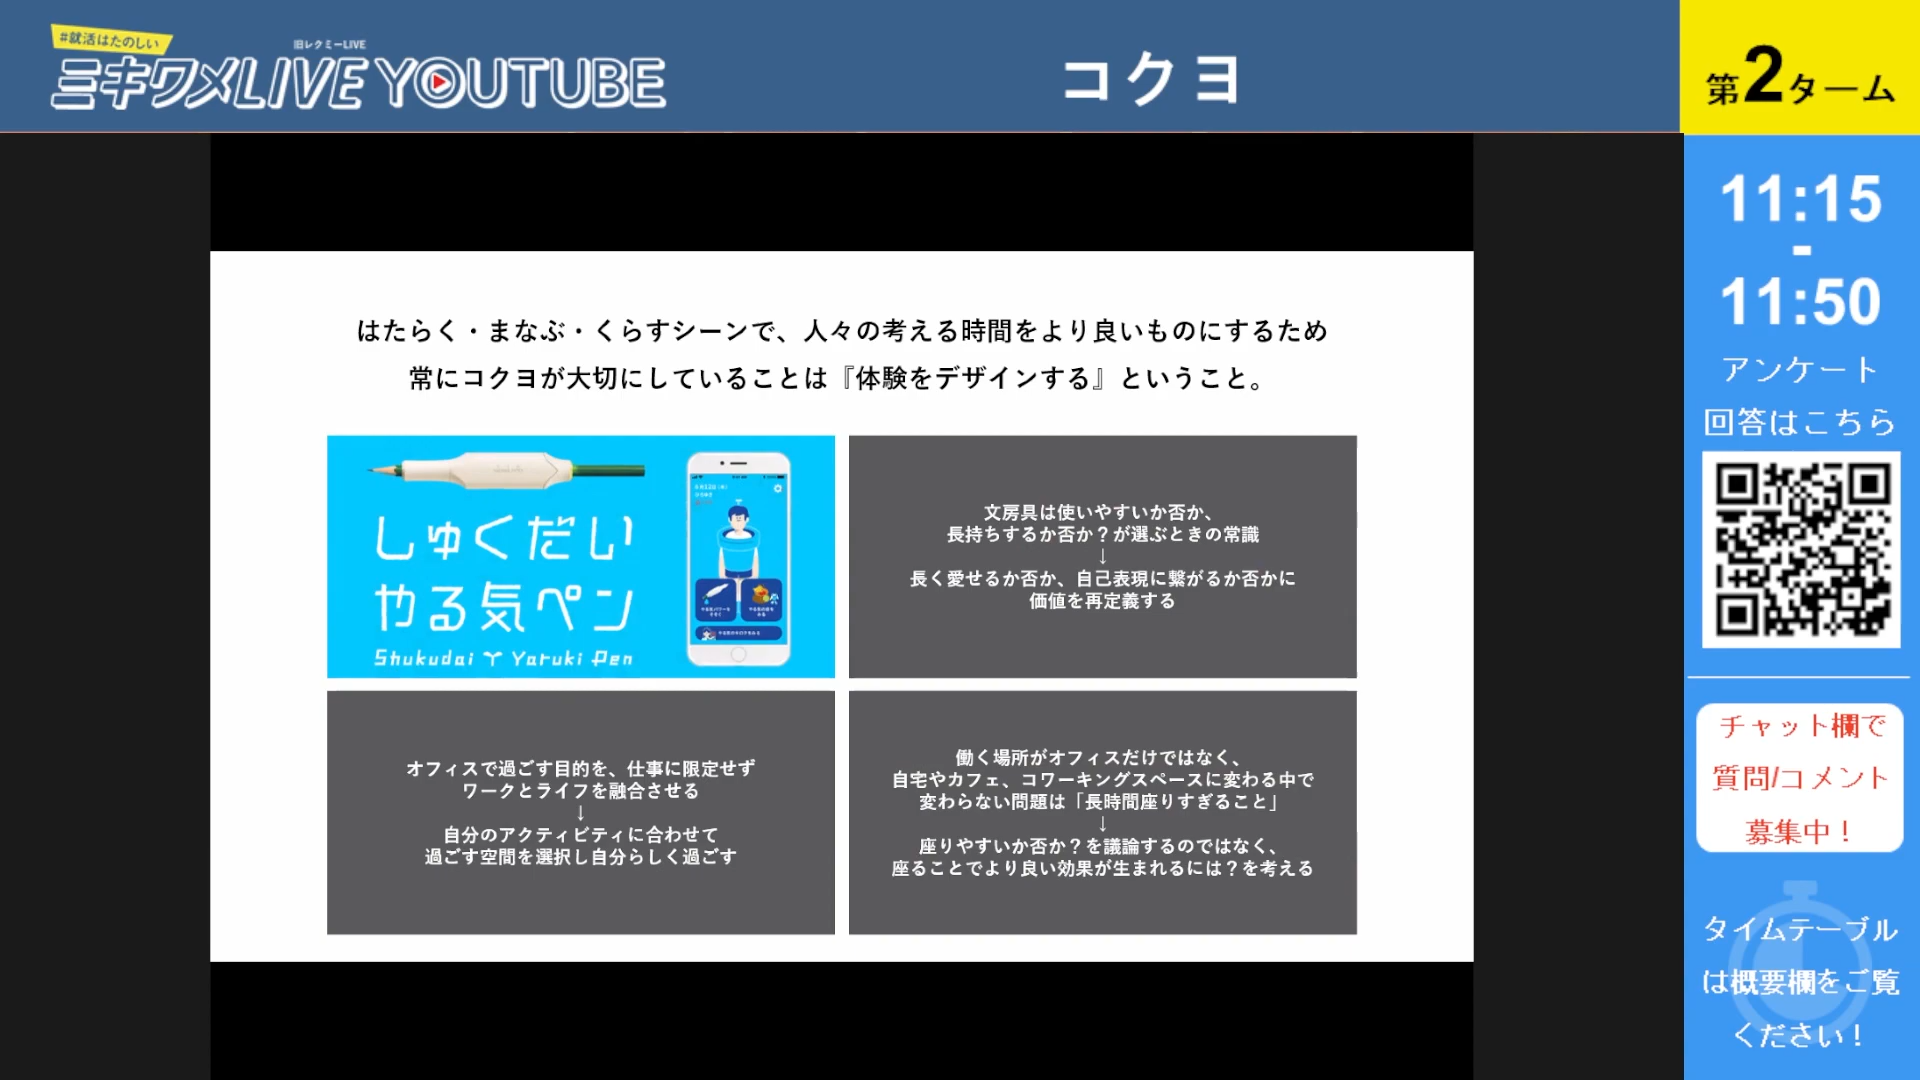 #就活はたのしい
旧レクミーLIVE
ミキワメLIVE YOUTUBE
コクヨ
第2ターム
11:15
-
11:50
アンケート
回答はこちら
チャット欄で
質問/コメント
募集中！
タイムテーブル
は概要欄をご覧
ください！
はたらく・まなぶ・くらすシーンで、人々の考える時間をより良いものにするため
常にコクヨが大切にしていることは『体験をデザインする』ということ。
しゅくだい
やる気ペン
Shukudai Yaruki Pen
文房具は使いやすいか否か、
長持ちするか否か？が選ぶときの常識
↓
長く愛せるか否か、自己表現に繋がるか否かに
価値を再定義する
オフィスで過ごす目的を、仕事に限定せず
ワークとライフを融合させる
↓
自分のアクティビティに合わせて
過ごす空間を選択し自分らしく過ごす
働く場所がオフィスだけではなく、
自宅やカフェ、コワーキングスペースに変わる中で
変わらない問題は「長時間座りすぎること」
↓
座りやすいか否か？を議論するのではなく、
座ることでより良い効果が生まれるには？を考える